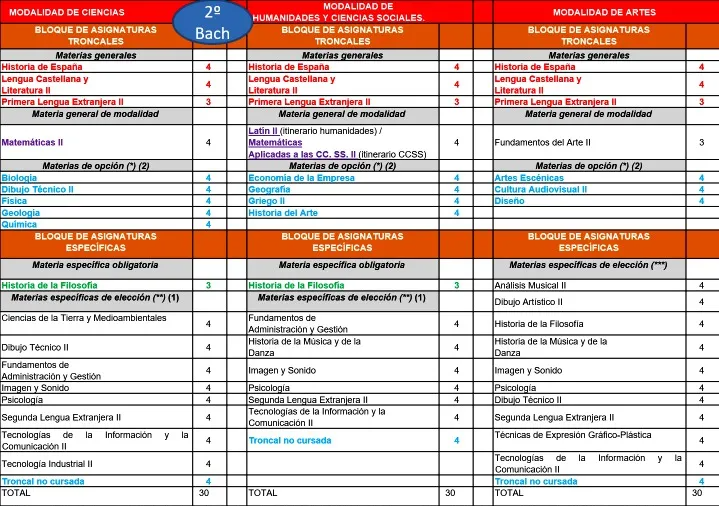 MODALIDAD DE CIENCIAS
2º
Bach
MODALIDAD DE
HUMANIDADES Y CIENCIAS SOCIALES.
MODALIDAD DE ARTES
BLOQUE DE ASIGNATURAS
TRONCALES
BLOQUE DE ASIGNATURAS
TRONCALES
BLOQUE DE ASIGNATURAS
TRONCALES
Materias generales
Materias generales
Materias generales
Historia de España 4
Historia de España 4
Historia de España 4
Lengua Castellana y
Literatura II 4
Lengua Castellana y
Literatura II 4
Lengua Castellana y
Literatura II 4
Primera Lengua Extranjera II 3
Primera Lengua Extranjera II 3
Primera Lengua Extranjera II 3
Materia general de modalidad
Materia general de modalidad
Materia general de modalidad
Matemáticas II 4
Latín II (itinerario humanidades) /
Matemáticas
Aplicadas a las CC. SS. II (itinerario CCSS) 4
Fundamentos del Arte II 3
Materias de opción (*) (2)
Materias de opción (*) (2)
Materias de opción (*) (2)
Biología 4
Economía de la Empresa 4
Artes Escénicas 4
Dibujo Técnico II 4
Geografía 4
Cultura Audiovisual II 4
Física 4
Griego II 4
Diseño 4
Geología 4
Historia del Arte 4
Química 4
BLOQUE DE ASIGNATURAS
ESPECÍFICAS
BLOQUE DE ASIGNATURAS
ESPECÍFICAS
BLOQUE DE ASIGNATURAS
ESPECÍFICAS
Materia específica obligatoria
Materia específica obligatoria
Materias específicas de elección (***)
Historia de la Filosofía 3
Historia de la Filosofía 3
Análisis Musical II 4
Materias específicas de elección (**) (1)
Materias específicas de elección (**) (1)
Dibujo Artístico II 4
Ciencias de la Tierra y Medioambientales 4
Fundamentos de
Administración y Gestión 4
Historia de la Filosofía 4
Dibujo Técnico II 4
Historia de la Música y de la
Danza 4
Historia de la Música y de la
Danza 4
Fundamentos de
Administración y Gestión 4
Imagen y Sonido 4
Imagen y Sonido 4
Imagen y Sonido 4
Psicología 4
Psicología 4
Psicología 4
Segunda Lengua Extranjera II 4
Dibujo Técnico II 4
Segunda Lengua Extranjera II 4
Tecnologías de la Información y la
Comunicación II 4
Segunda Lengua Extranjera II 4
Tecnologías de la Información y la
Comunicación II 4
Troncal no cursada 4
Técnicas de Expresión Gráfico-Plástica 4
Tecnología Industrial II 4
Tecnologías de la Información y la
Comunicación II 4
Troncal no cursada 4
Troncal no cursada 4
TOTAL 30
TOTAL 30
TOTAL 30